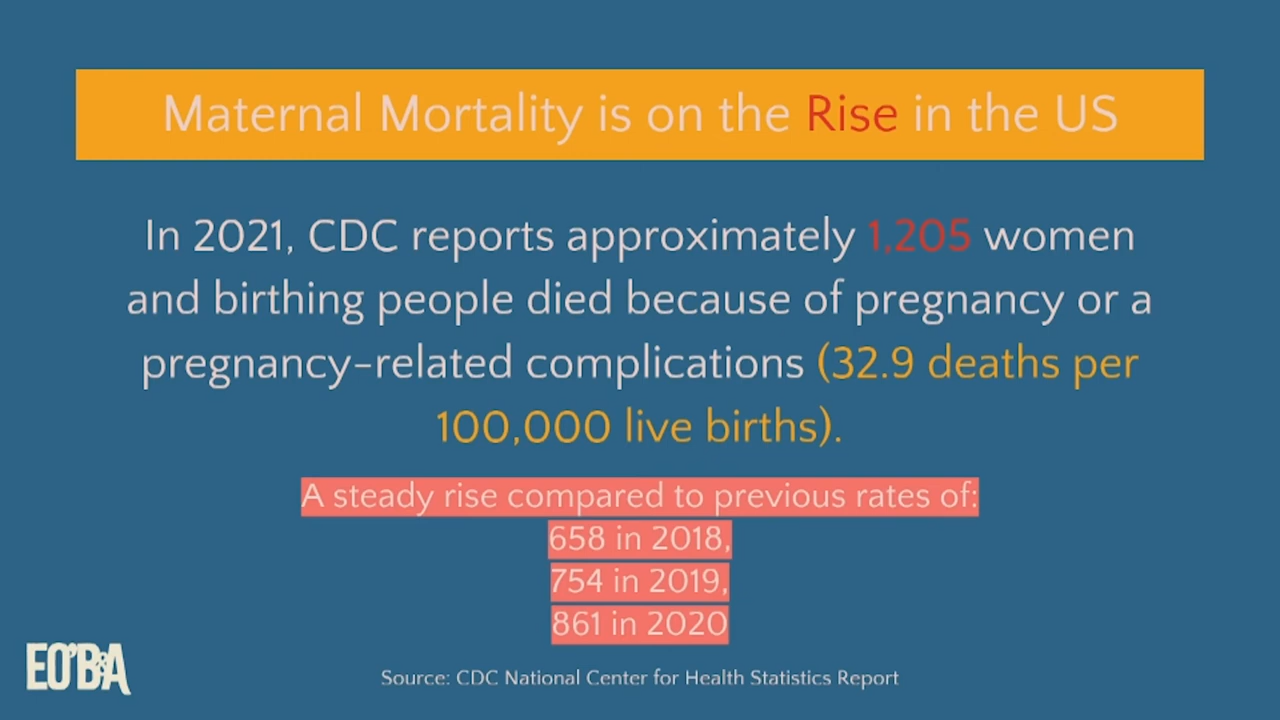 Maternal Mortality is on the Rise in the US
In 2021, CDC reports approximately 1,205 women
and birthing people died because of pregnancy or a
pregnancy-related complications (32.9 deaths per
100,000 live births).
A steady rise compared to previous rates of:
658 in 2018,
754 in 2019,
861 in 2020
EO'B&A
Source: CDC National Center for Health Statistics Report